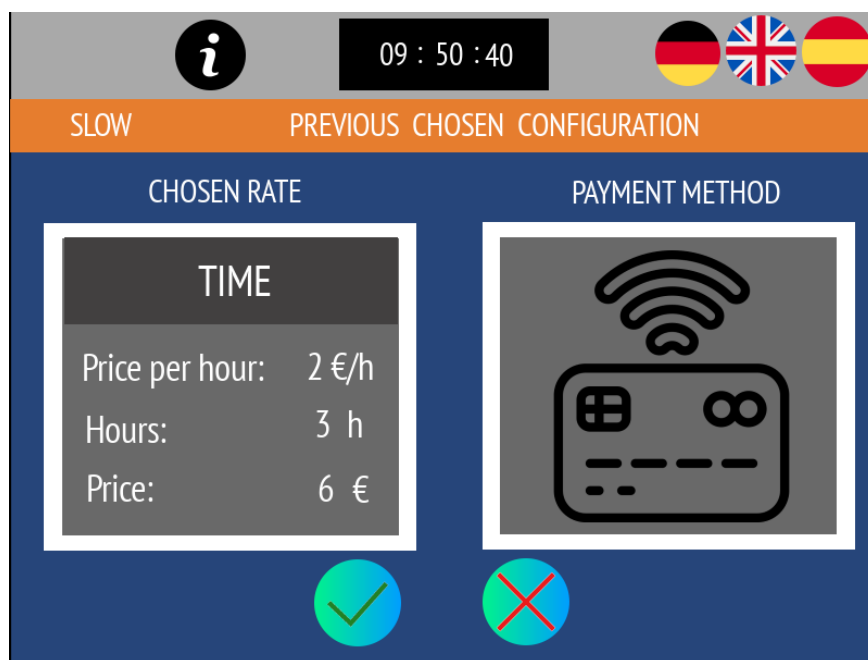 i
09 : 50 : 40
SLOW PREVIOUS CHOSEN CONFIGURATION
CHOSEN RATE
PAYMENT METHOD
TIME
Price per hour: 2 €/h
Hours: 3 h
Price: 6 €